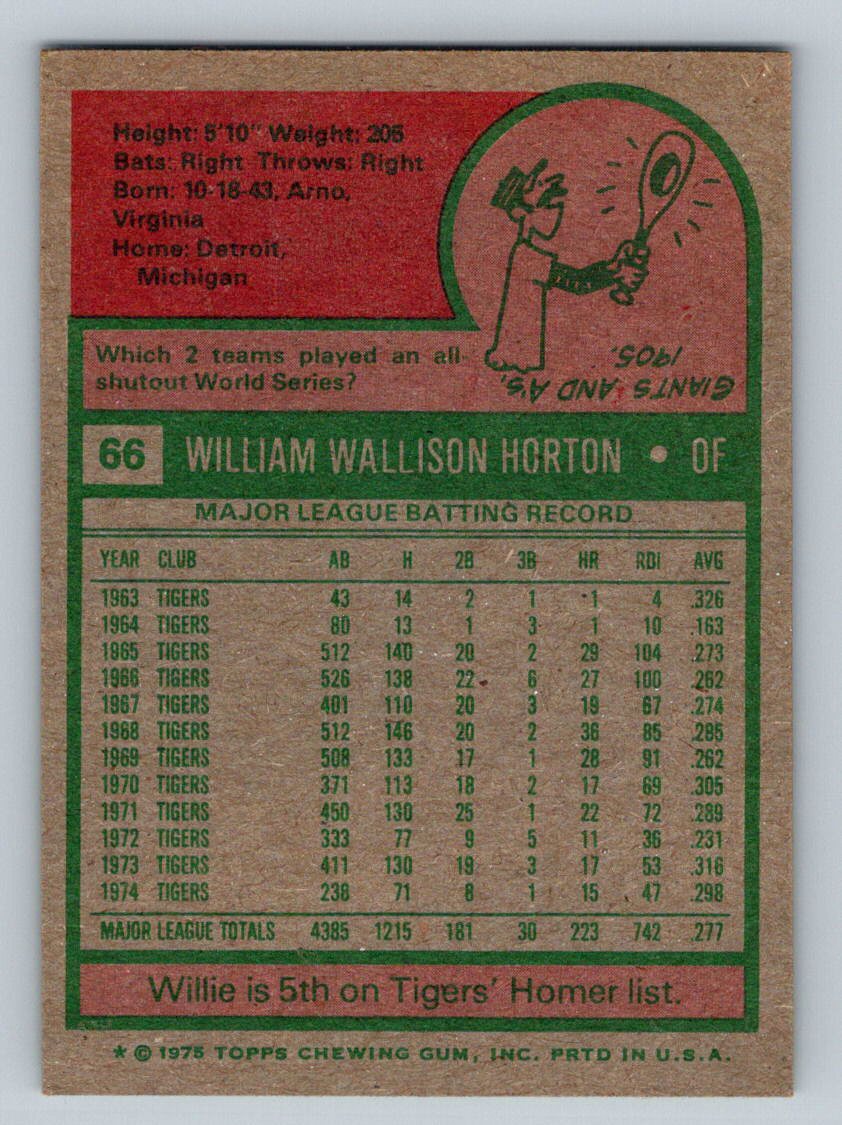 Height: 5'10" Weight: 205
Bats: Right Throws: Right
Born: 10-18-43, Arno,
Virginia
Home: Detroit,
Michigan
Which 2 teams played an all-
shutout World Series?
GIANTS AND A'S,
1905.
66 WILLIAM WALLISON HORTON • OF
MAJOR LEAGUE BATTING RECORD
YEAR CLUB AB H 2B 3B HR RBI AVG
1963 TIGERS 43 14 2 1 1 4 .326
1964 TIGERS 80 13 1 3 1 10 .163
1965 TIGERS 512 140 20 2 29 104 .273
1966 TIGERS 526 138 22 6 27 100 .262
1967 TIGERS 401 110 20 3 19 67 .274
1968 TIGERS 512 146 20 2 36 85 .285
1969 TIGERS 508 133 17 1 28 91 .262
1970 TIGERS 371 113 18 2 17 69 .305
1971 TIGERS 450 130 25 1 22 72 .289
1972 TIGERS 333 77 9 5 11 36 .231
1973 TIGERS 411 130 19 3 17 53 .316
1974 TIGERS 238 71 8 1 15 47 .298
MAJOR LEAGUE TOTALS 4385 1215 181 30 223 742 .277
Willie is 5th on Tigers' Homer list.
* © 1975 TOPPS CHEWING GUM, INC. PRTD IN U.S.A.